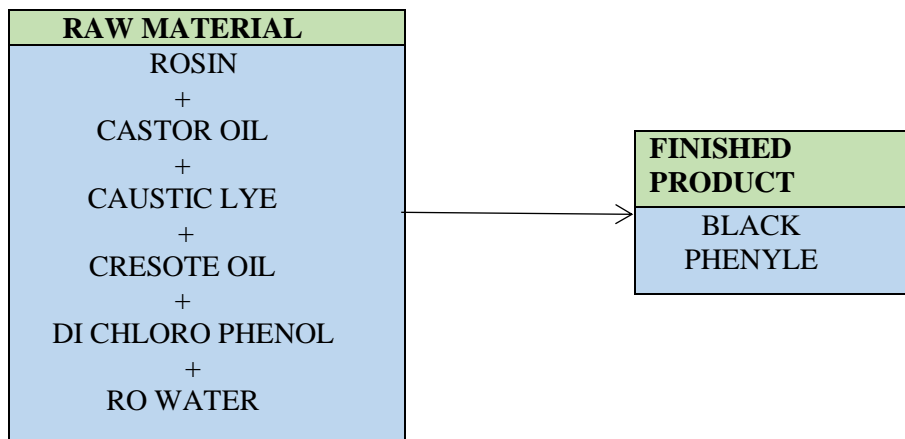 RAW MATERIAL
ROSIN
+
CASTOR OIL
+
CAUSTIC LYE
+
CRESOTE OIL
+
DI CHLORO PHENOL
+
RO WATER
FINISHED
PRODUCT
BLACK
PHENYLE